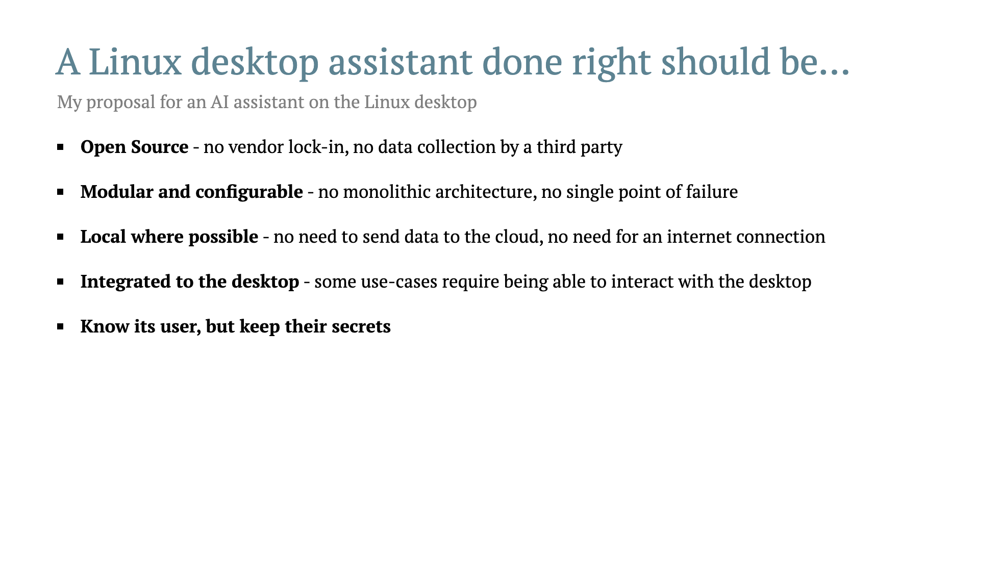 A Linux desktop assistant done right should be...
My proposal for an AI assistant on the Linux desktop
▪ Open Source - no vendor lock-in, no data collection by a third party
▪ Modular and configurable - no monolithic architecture, no single point of failure
▪ Local where possible - no need to send data to the cloud, no need for an internet connection
▪ Integrated to the desktop - some use-cases require being able to interact with the desktop
▪ Know its user, but keep their secrets